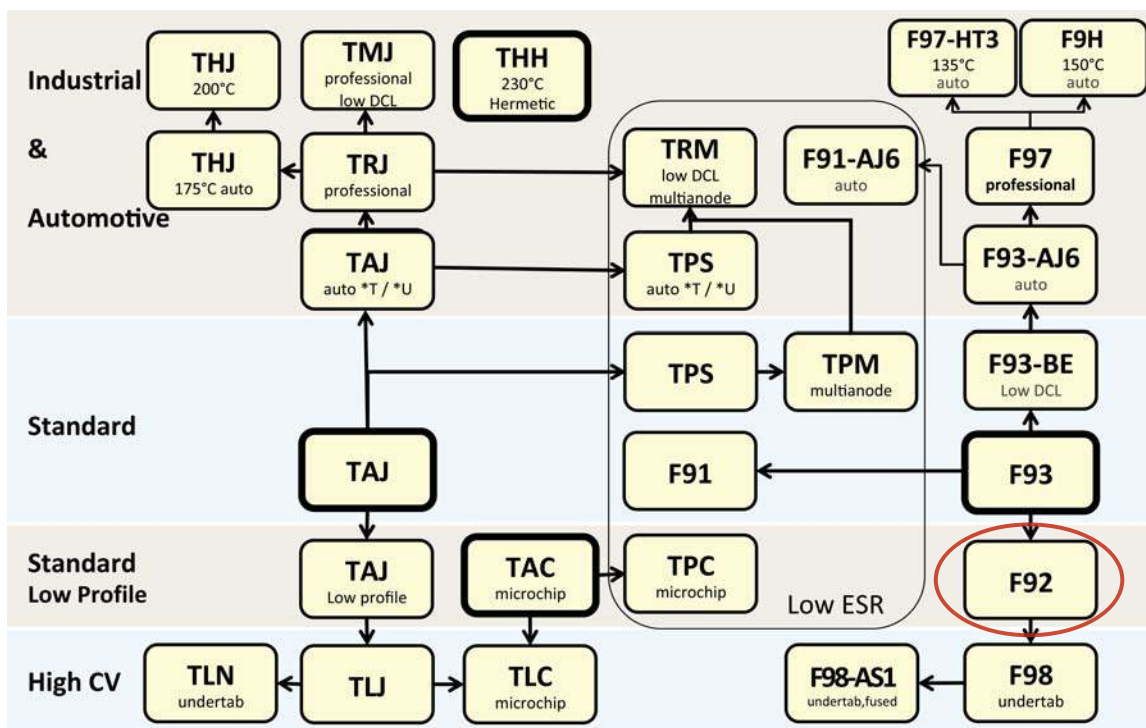 Industrial
&
Automotive
THJ
200°C
TMJ
professional
low DCL
THH
230°C
Hermetic
F97-HT3
135°C
auto
F9H
150°C
auto
THJ
175°C auto
TRJ
professional
TRM
low DCL
multianode
F91-AJ6
auto
F97
professional
TAJ
auto *T / *U
TPS
auto *T / *U
F93-AJ6
auto
Standard
TPS
TPM
multianode
F93-BE
Low DCL
TAJ
F91
F93
Standard
Low Profile
TAJ
Low profile
TAC
microchip
TPC
microchip
Low ESR
F92
High CV
TLN
undertab
TLJ
TLC
microchip
F98-AS1
undertab,fused
F98
undertab